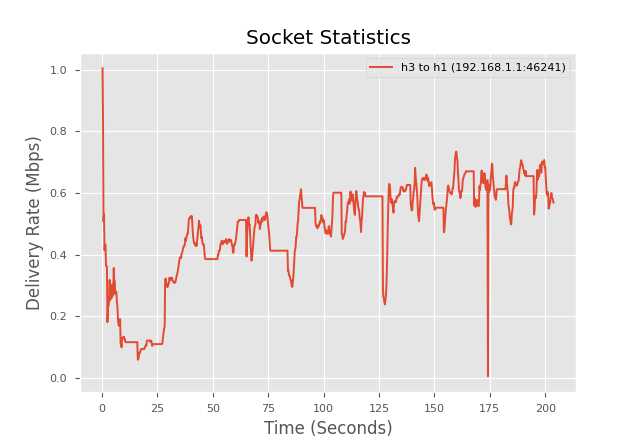 Socket Statistics
h3 to h1 (192.168.1.1:46241)
Delivery Rate (Mbps)
1.0
0.8
0.6
0.4
0.2
0.0
0 25 50 75 100 125 150 175 200
Time (Seconds)